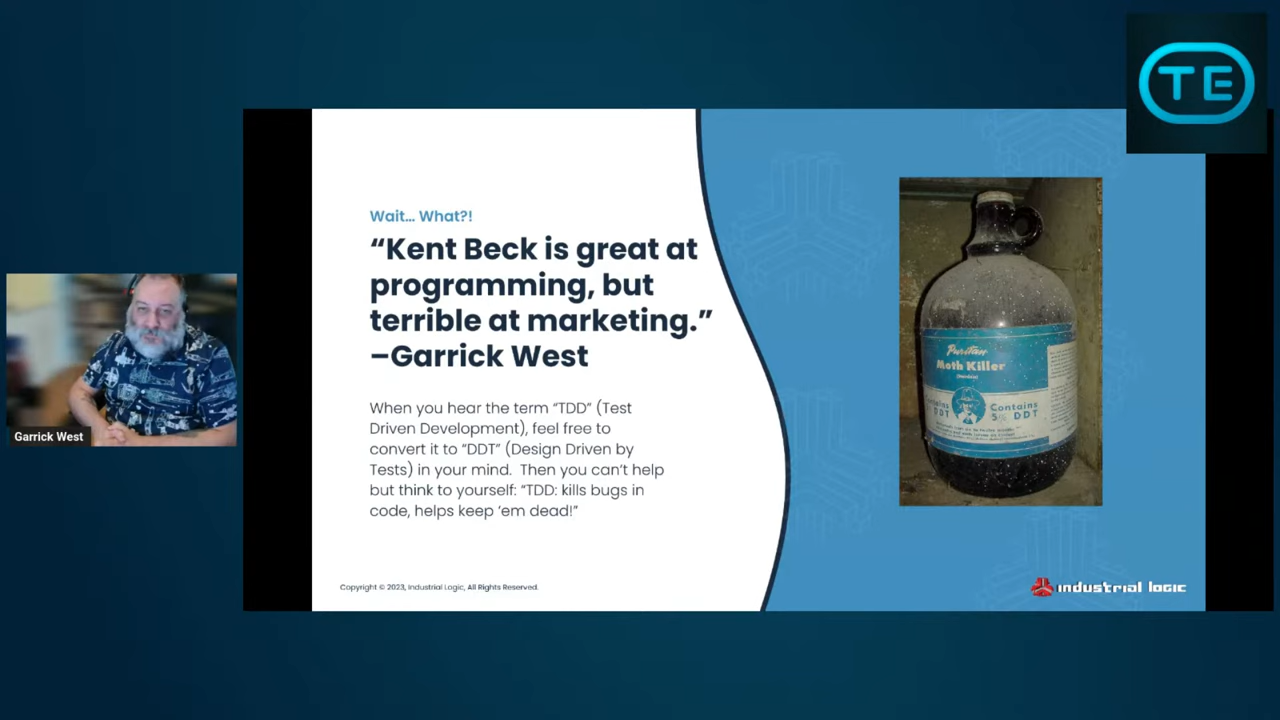 TE
Wait... What?!
“Kent Beck is great at
programming, but
terrible at marketing.”
–Garrick West
When you hear the term “TDD” (Test
Driven Development), feel free to
convert it to “DDT” (Design Driven by
Tests) in your mind. Then you can’t help
but think to yourself: “TDD: kills bugs in
code, helps keep ‘em dead!”
Puritan
Moth Killer
Contains
DDT
Contains
5% DDT
Garrick West
Copyright © 2023, Industrial Logic, All Rights Reserved.
industrial logic